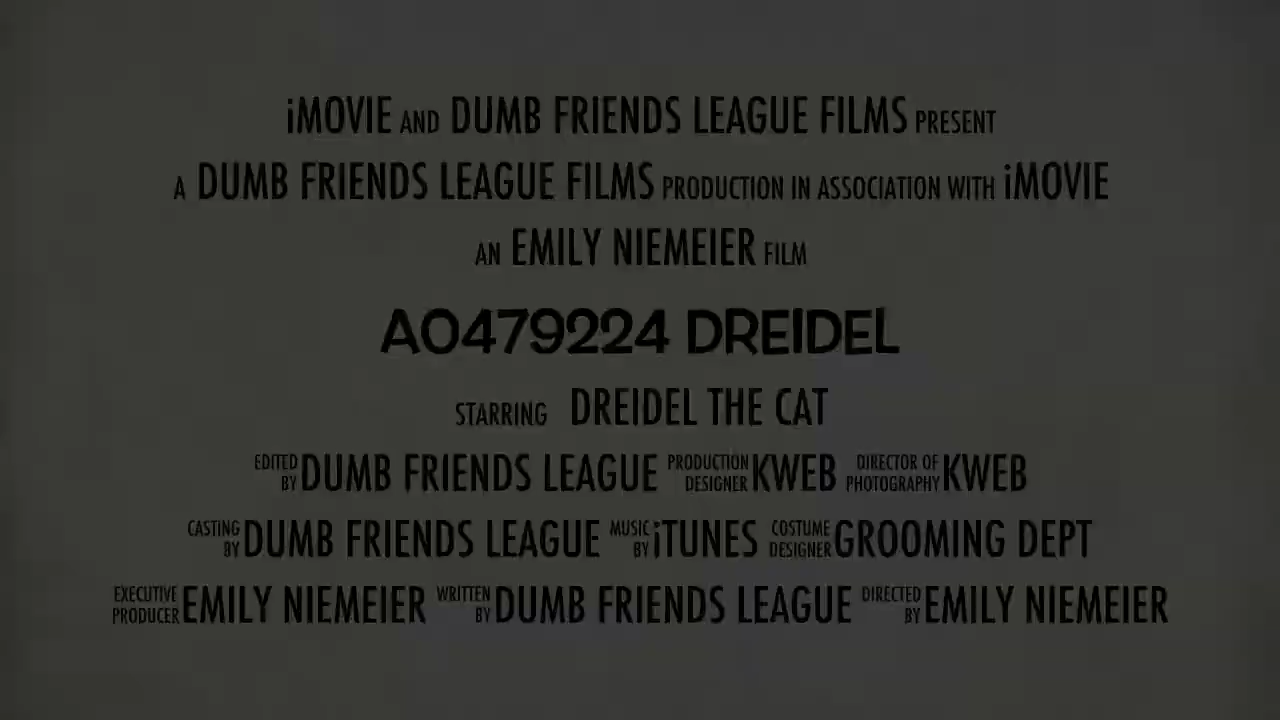 iMOVIE AND DUMB FRIENDS LEAGUE FILMS PRESENT
A DUMB FRIENDS LEAGUE FILMS PRODUCTION IN ASSOCIATION WITH iMOVIE
AN EMILY NIEMEIER FILM
A0479224 DREIDEL
STARRING DREIDEL THE CAT
EDITED BY DUMB FRIENDS LEAGUE PRODUCTION DESIGNER KWEB DIRECTOR OF PHOTOGRAPHY KWEB
CASTING BY DUMB FRIENDS LEAGUE MUSIC BY iTUNES COSTUME DESIGNER GROOMING DEPT
EXECUTIVE PRODUCER EMILY NIEMEIER WRITTEN BY DUMB FRIENDS LEAGUE DIRECTED BY EMILY NIEMEIER